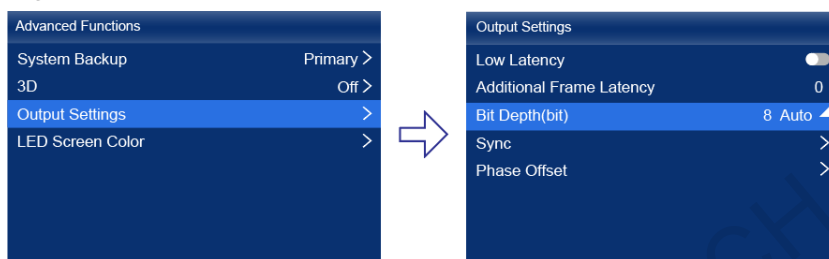 Advanced Functions
System Backup Primary >
3D Off >
Output Settings >
LED Screen Color >
Output Settings
Low Latency
Additional Frame Latency 0
Bit Depth(bit) 8 Auto
Sync >
Phase Offset >